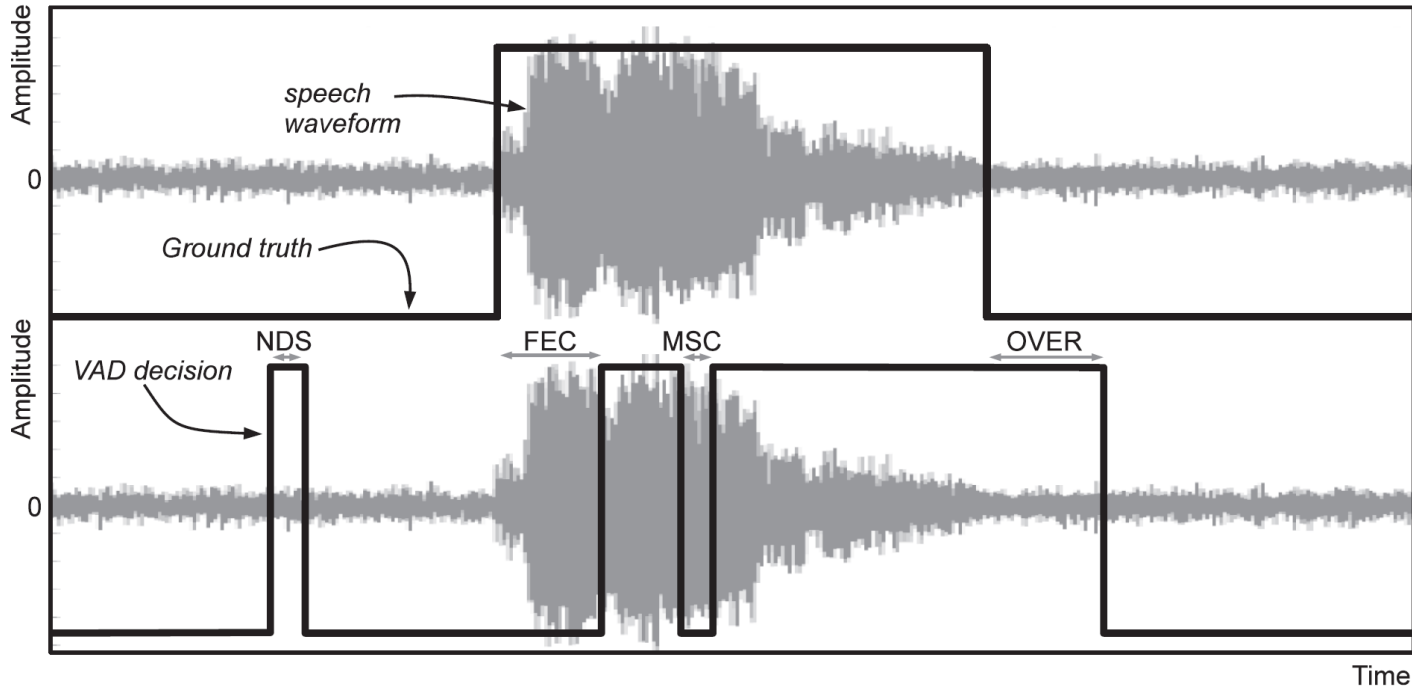 Amplitude
speech
waveform
0
Ground truth
Amplitude
NDS
FEC
MSC
OVER
VAD decision
0
Time